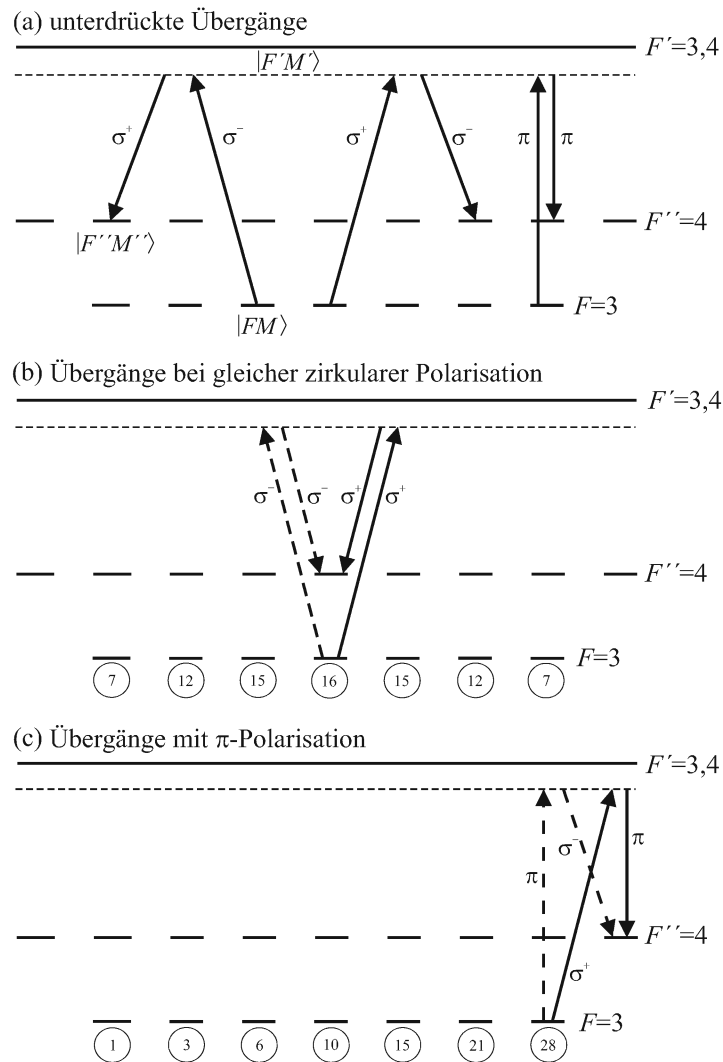 (a) unterdrückte Übergänge
F′=3,4
|F′M′⟩
σ⁺ σ⁻ σ⁺ σ⁻ π π
|F′′M′′⟩ F′′=4
|FM⟩ F=3
(b) Übergänge bei gleicher zirkularer Polarisation
F′=3,4
σ⁻ σ⁻ σ⁺ σ⁺
F′′=4
F=3
7 12 15 16 15 12 7
(c) Übergänge mit π-Polarisation
F′=3,4
π σ⁻ π
F′′=4
σ⁺
F=3
1 3 6 10 15 21 28